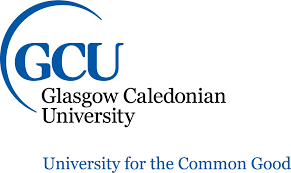 GCU
Glasgow Caledonian
University
University for the Common Good